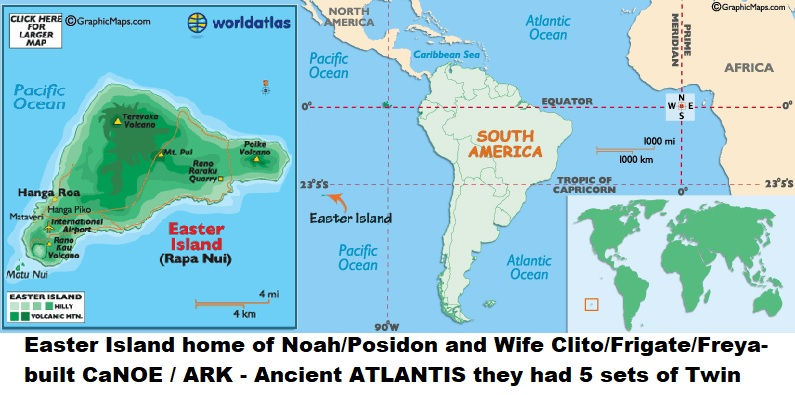 CLICK HERE
FOR
LARGER
MAP
©GraphicMaps.com
worldatlas
Pacific
Ocean
Terevaka
Volcano
Mt. Pui
Poike
Volcano
Rano
Raraku
Quarry
Hanga Roa
Hanga Piko
Mataveri
International
Airport
Rano
Kau
Volcano
Motu Nui
Easter
Island
(Rapa Nui)
EASTER ISLAND
HILLY
VOLCANIC MTN.
4 mi
4 km
NORTH
AMERICA
©GraphicMaps.com
Atlantic
Ocean
PRIME
MERIDIAN
Pacific
Ocean
Caribbean Sea
AFRICA
0°
EQUATOR
N
W E
S
0°
SOUTH
AMERICA
1000 mi
1000 km
23°5'S
TROPIC OF
CAPRICORN
23°5'S
0°
Easter Island
Pacific
Ocean
Atlantic
Ocean
90°W
Easter Island home of Noah/Posidon and Wife Clito/Frigate/Freya-
built CaNOE / ARK - Ancient ATLANTIS they had 5 sets of Twin